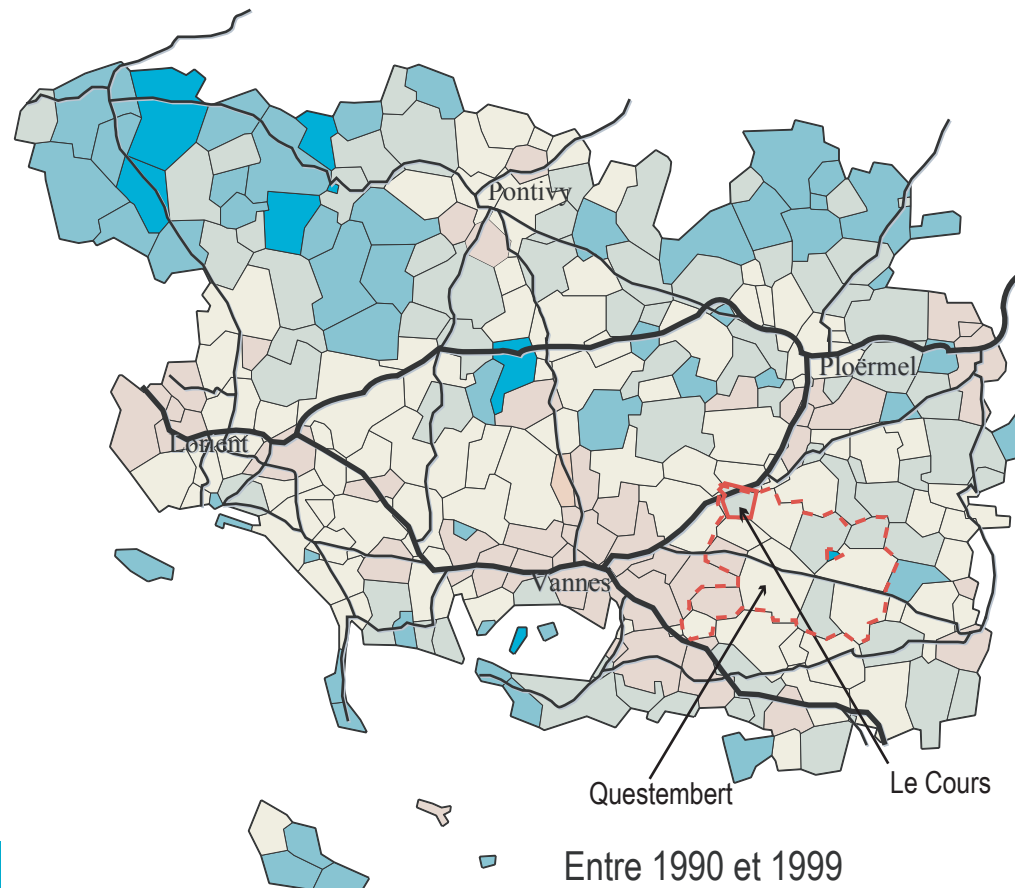 Pontivy
Ploërmel
Lorient
Vannes
Questembert
Le Cours
Entre 1990 et 1999